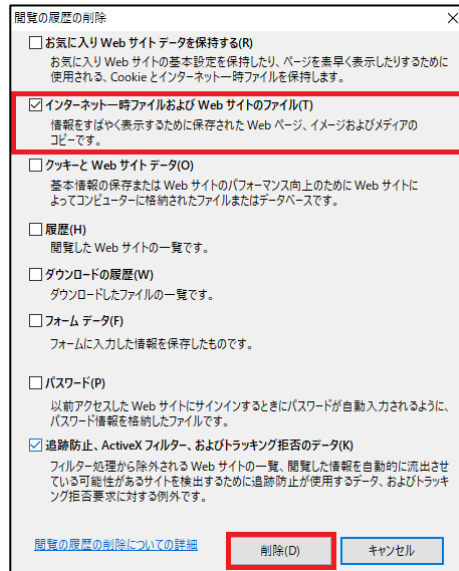 閲覧の履歴の削除
お気に入り Web サイト データを保持する(R)
お気に入り Web サイトの基本設定を保持したり、ページを素早く表示したりするために
使用される、Cookie とインターネット一時ファイルを保持します。
インターネット一時ファイルおよび Web サイトのファイル(T)
情報をすばやく表示するために保存された Web ページ、イメージおよびメディアの
コピーです。
クッキーと Web サイト データ(O)
基本情報の保存または Web サイトのパフォーマンス向上のために Web サイトに
よってコンピューターに格納されたファイルまたはデータベースです。
履歴(H)
閲覧した Web サイトの一覧です。
ダウンロードの履歴(W)
ダウンロードしたファイルの一覧です。
フォーム データ(F)
フォームに入力した情報を保存したものです。
パスワード(P)
以前アクセスした Web サイトにサインインするときにパスワードが自動入力されるように、
パスワード情報を格納したファイルです。
追跡防止、ActiveX フィルター、およびトラッキング拒否のデータ(K)
フィルター処理から除外される Web サイトの一覧、閲覧した情報を自動的に流出させ
ている可能性があるサイトを検出するために追跡防止が使用するデータ、およびトラッキ
ング拒否要求に対する例外です。
閲覧の履歴の削除についての詳細
削除(D)
キャンセル